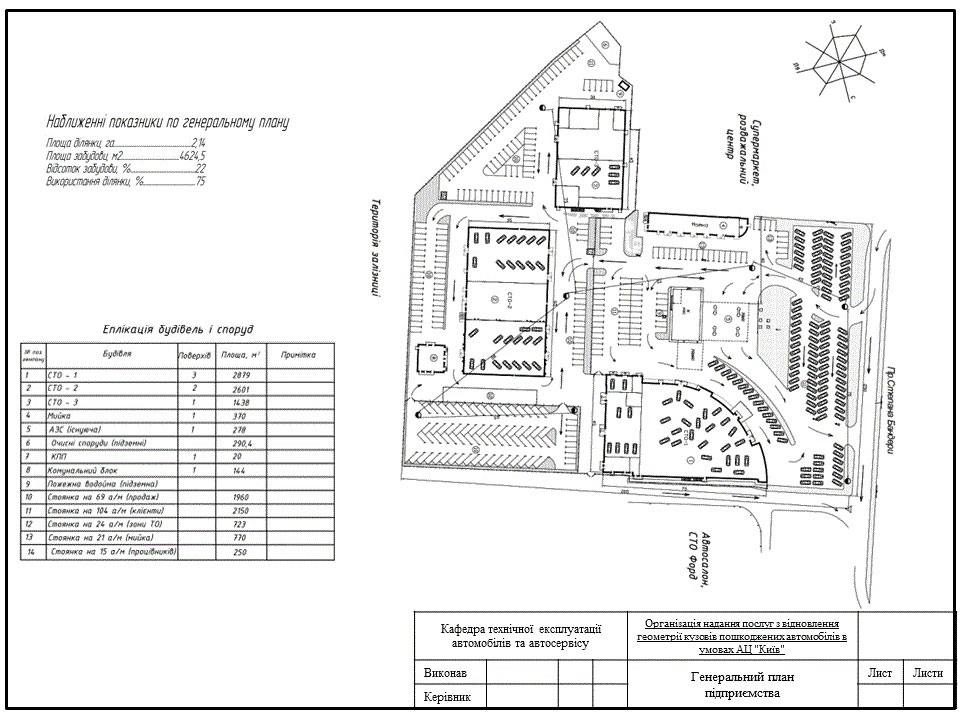 Наближенні показники по генеральному плану
Площа ділянки, га 2,14
Площа забудови, м2 4624,5
Відсоток забудови, % 22
Використання ділянки, % 75
Територія залізниці
Супермаркет,
розважальний
центр
Пр.Степана Бандери
Автосалон,
СТО Форд
СТО-2
Еплікація будівель і споруд
Будівля Поверхів Площа, м² Примітка
1 СТО - 1 3 2879
2 СТО - 2 2 2601
3 СТО - 3 1 1438
4 Мийка 1 370
5 АЗС (існуюча) 1 278
6 Очисні споруди (підземні) 290,4
7 КПП 1 20
8 Комунальний блок 1 144
9 Пожежна водойма (підземна)
10 Стоянка на 69 а/м (продаж) 1960
11 Стоянка на 104 а/м (клієнти) 2150
12 Стоянка на 24 а/м (зони ТО) 723
13 Стоянка на 21 а/м (мийка) 770
14 Стоянка на 15 а/м (працівників) 250
Кафедра технічної експлуатації
автомобілів та автосервісу
Організація надання послуг з відновлення
геометрії кузовів пошкоджених автомобілів в
умовах АЦ "Київ"
Виконав
Керівник
Генеральний план
підприємства
Лист Листи